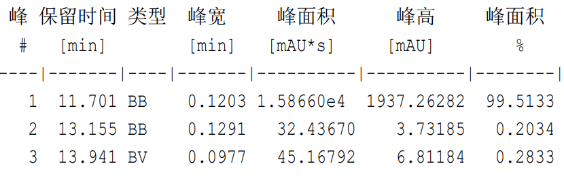 峰 保留时间 类型 峰宽 峰面积 峰高 峰面积
# [min] [min] [mAU*s] [mAU] %
----|-------|----|-------|----------|----------|--------|
1 11.701 BB 0.1203 1.58660e4 1937.26282 99.5133
2 13.155 BB 0.1291 32.43670 3.73185 0.2034
3 13.941 BV 0.0977 45.16792 6.81184 0.2833